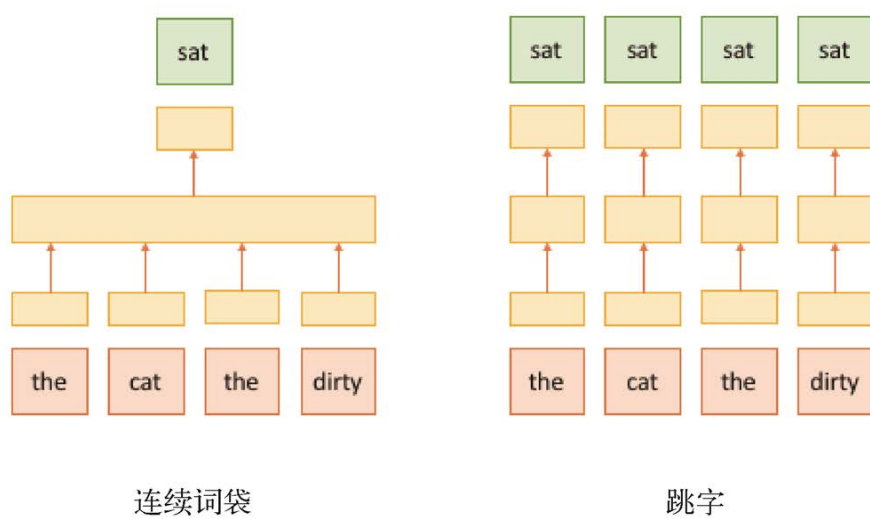 sat
sat sat sat sat
the cat the dirty
the cat the dirty
连续词袋
跳字